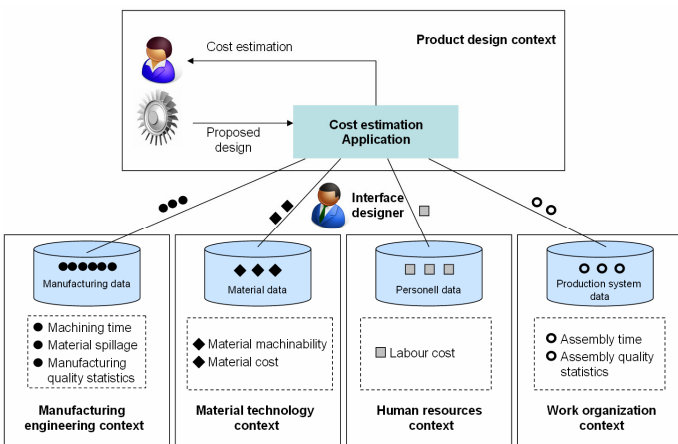 Product design context
Cost estimation
Proposed
design
Cost estimation
Application
Interface
designer
Manufacturing data
Material data
Personell data
Production system
data
Machining time
Material spillage
Manufacturing
quality statistics
Material machinability
Material cost
Labour cost
Assembly time
Assembly quality
statistics
Manufacturing
engineering context
Material technology
context
Human resources
context
Work organization
context